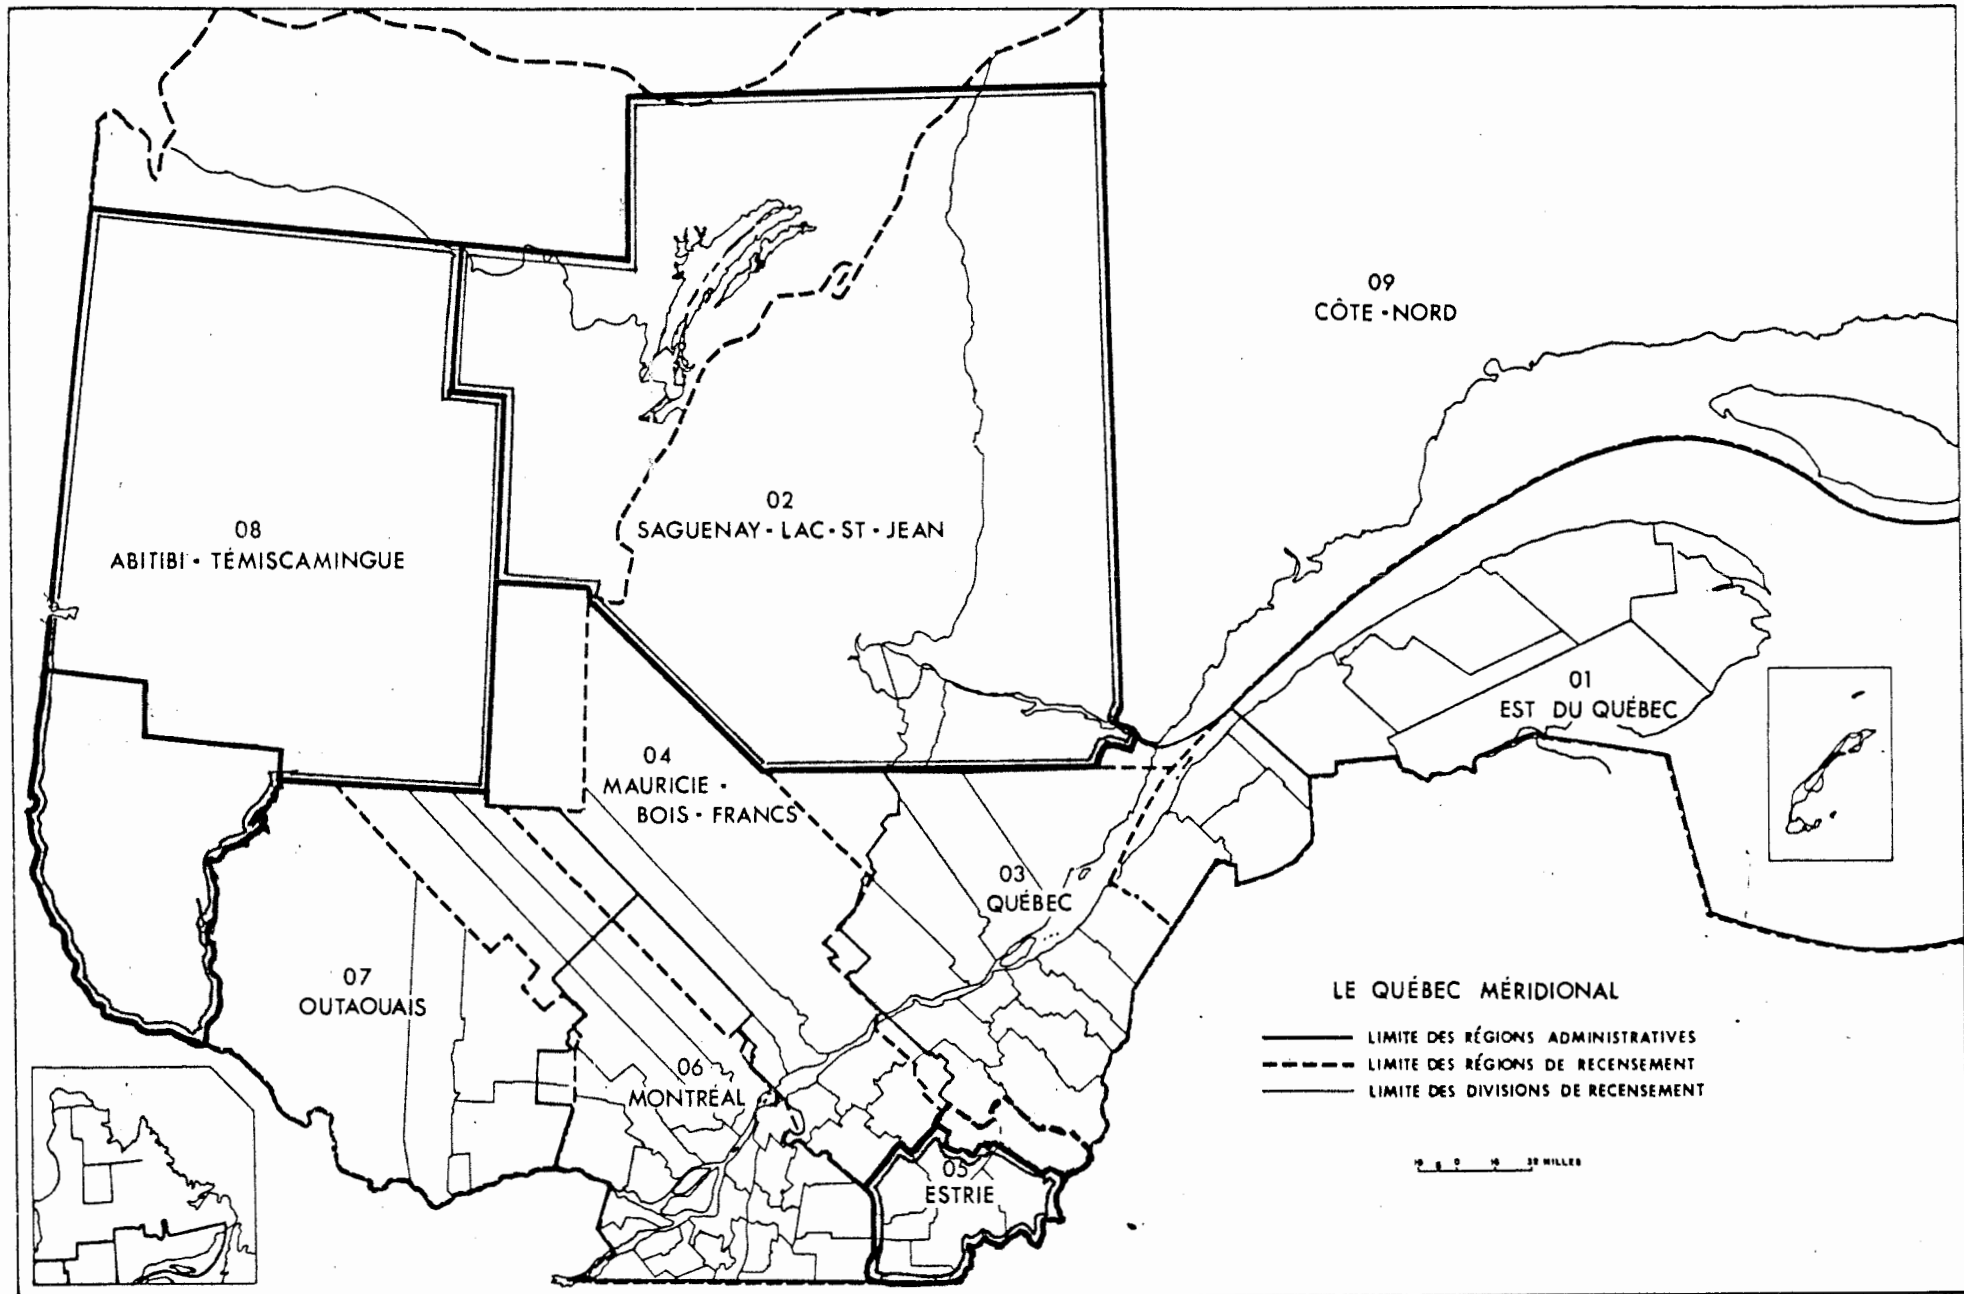 09
CÔTE-NORD
02
SAGUENAY-LAC-ST-JEAN
08
ABITIBI-TÉMISCAMINGUE
01
EST DU QUÉBEC
04
MAURICIE-
BOIS-FRANCS
03
QUÉBEC
07
OUTAOUAIS
06
MONTRÉAL
05
ESTRIE
LE QUÉBEC MÉRIDIONAL
LIMITE DES RÉGIONS ADMINISTRATIVES
LIMITE DES RÉGIONS DE RECENSEMENT
LIMITE DES DIVISIONS DE RECENSEMENT
0
MILLES